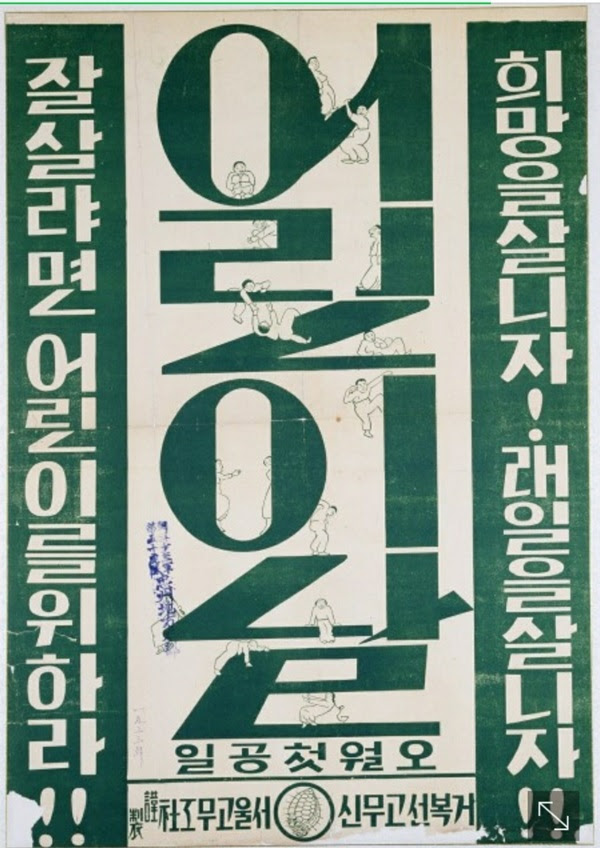 희망을살니자! 래일을살니자!!
어린이날
잘살랴면어린이를위하라!!
오월첫공일
거복선고무신
서울고무工社
謹製